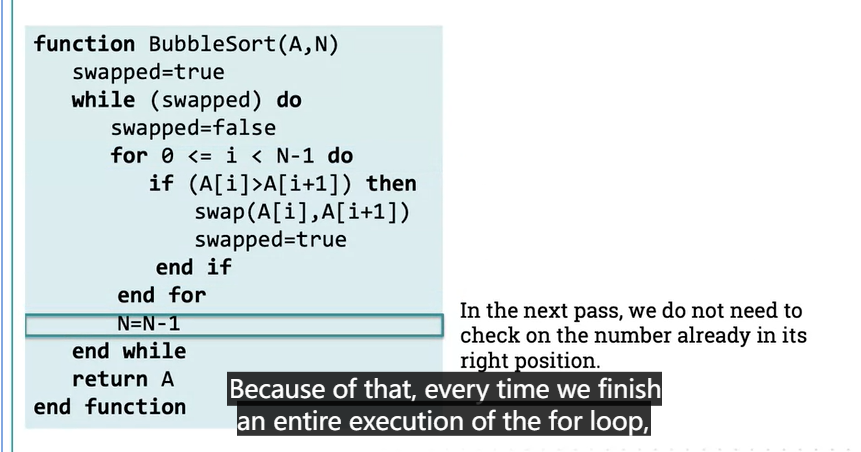 function BubbleSort(A,N)
swapped=true
while (swapped) do
swapped=false
for 0 <= i < N-1 do
if (A[i]>A[i+1]) then
swap(A[i],A[i+1])
swapped=true
end if
end for
N=N-1
end while
return A
end function
In the next pass, we do not need to
check on the number already in its
right position.
Because of that, every time we finish
an entire execution of the for loop,